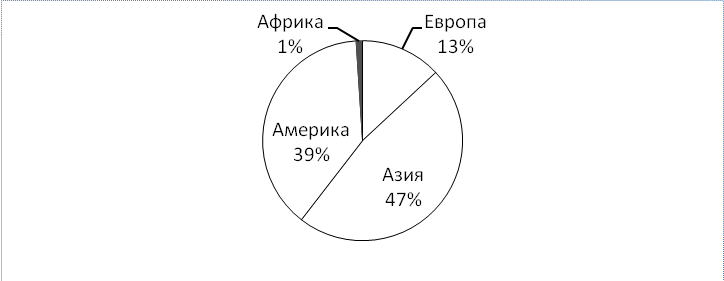 Африка
1%
Европа
13%
Америка
39%
Азия
47%